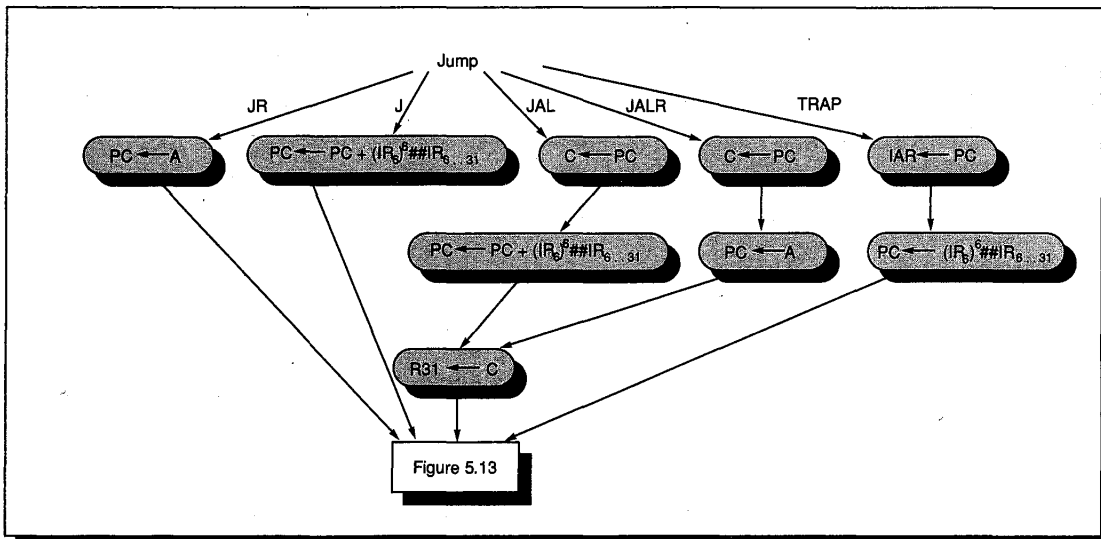 Jump
JR
J
JAL
JALR
TRAP
PC ← A
PC ← PC + (IR₆)⁶##IR₆...₃₁
C ← PC
C ← PC
IAR ← PC
PC ← PC + (IR₆)⁶##IR₆...₃₁
PC ← A
PC ← (IR₆)⁶##IR₆...₃₁
R31 ← C
Figure 5.13